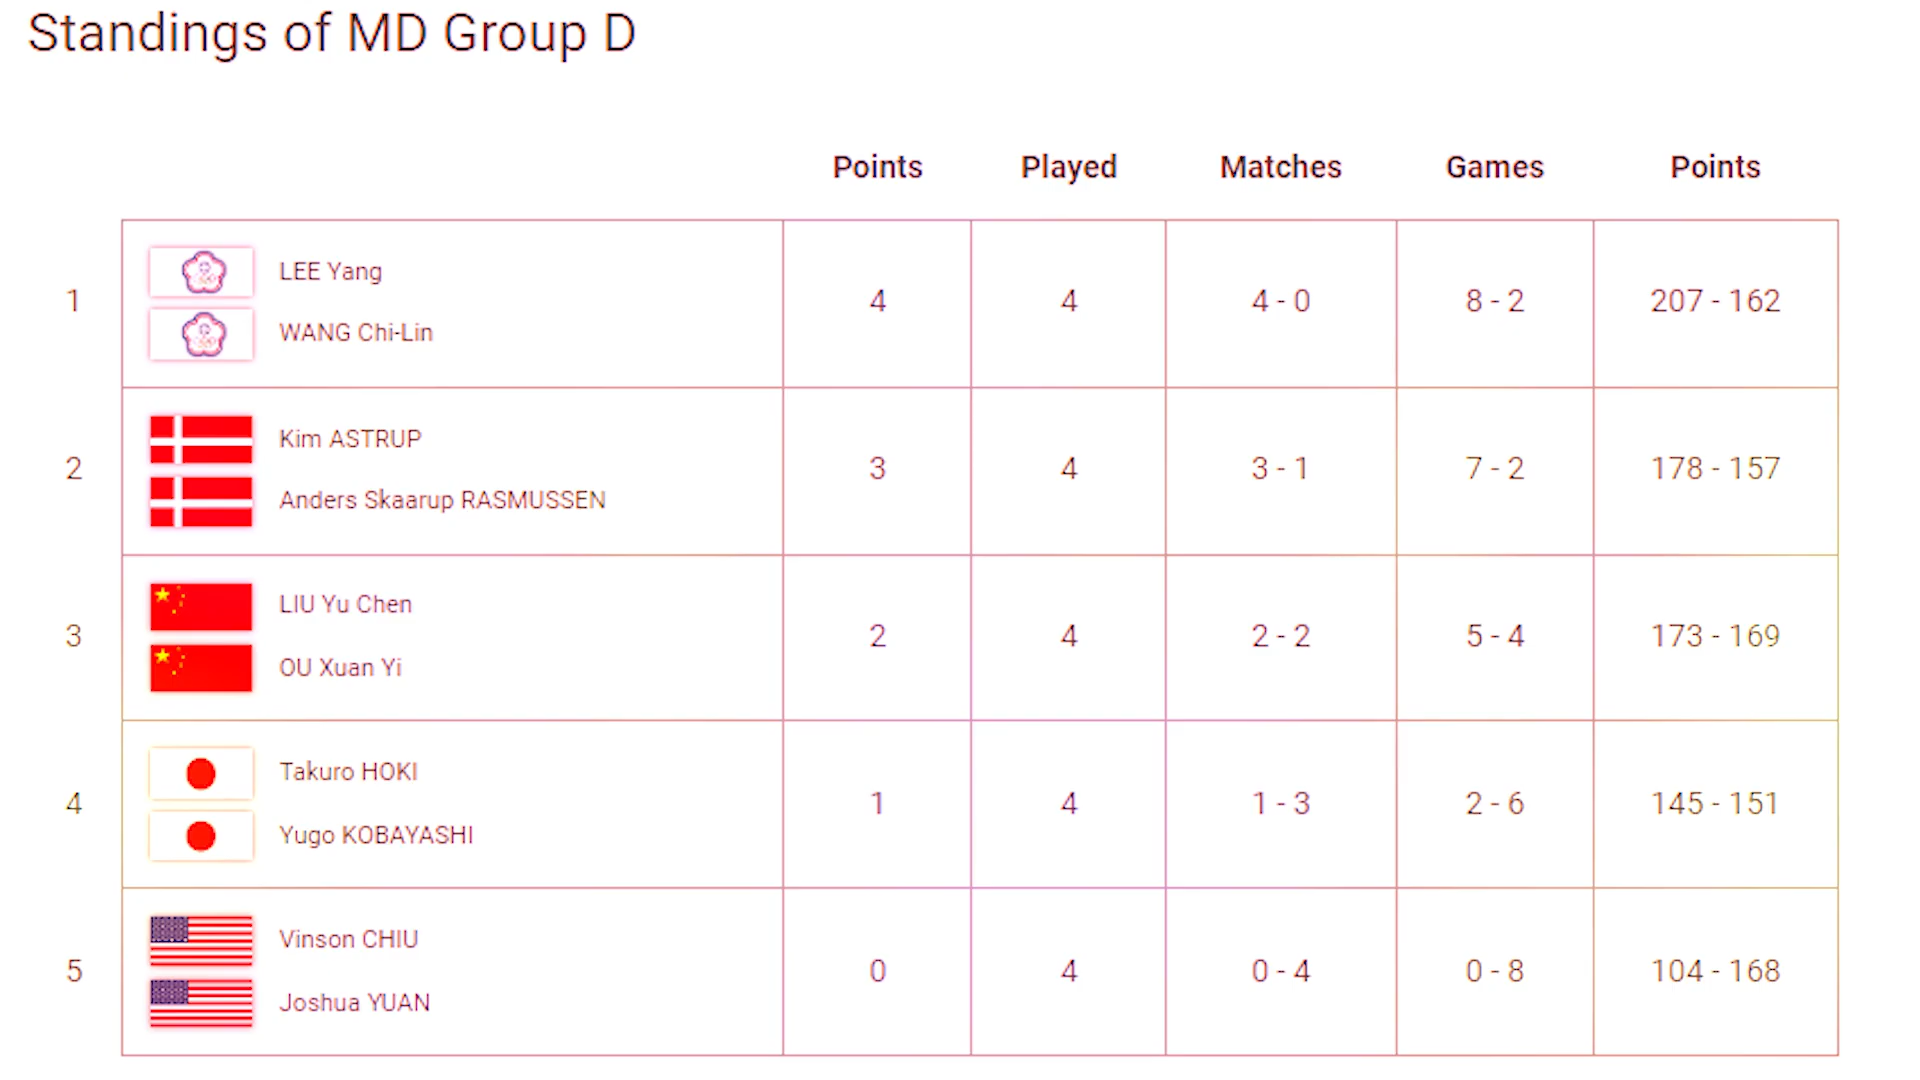 Standings of MD Group D
Points Played Matches Games Points
1 LEE Yang WANG Chi-Lin 4 4 4 - 0 8 - 2 207 - 162
2 Kim ASTRUP Anders Skaarup RASMUSSEN 3 4 3 - 1 7 - 2 178 - 157
3 LIU Yu Chen OU Xuan Yi 2 4 2 - 2 5 - 4 173 - 169
4 Takuro HOKI Yugo KOBAYASHI 1 4 1 - 3 2 - 6 145 - 151
5 Vinson CHIU Joshua YUAN 0 4 0 - 4 0 - 8 104 - 168